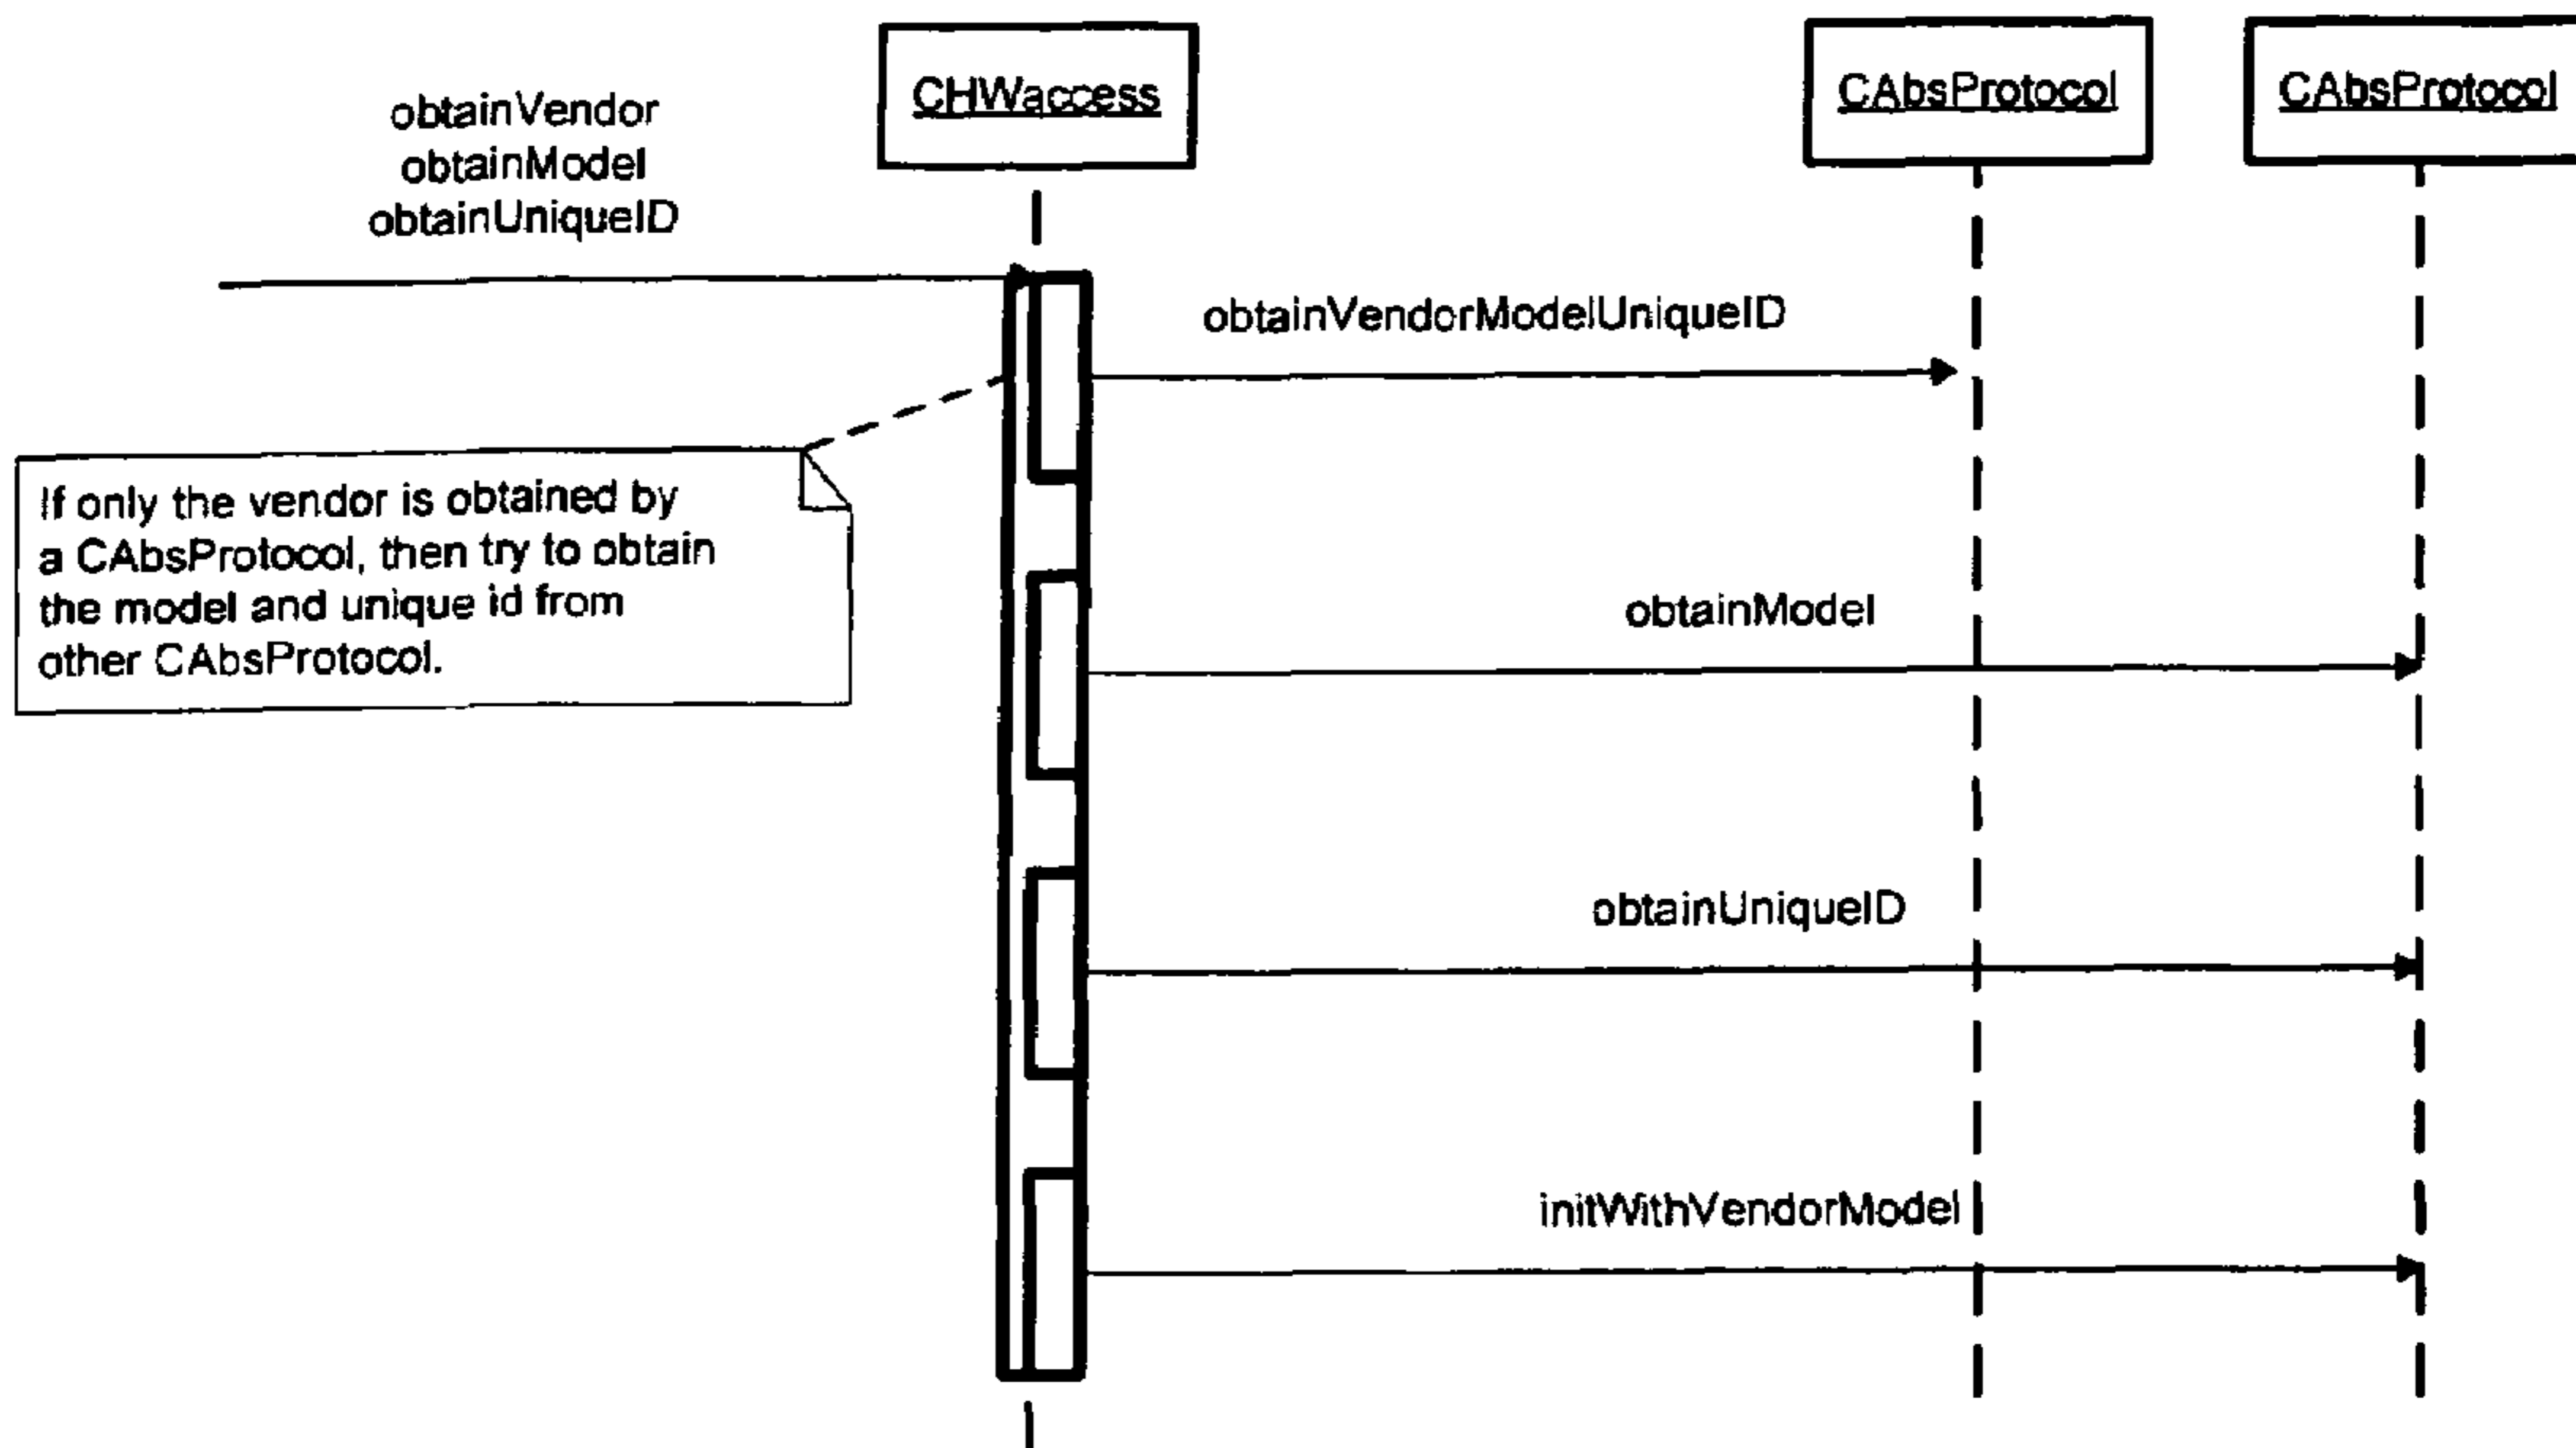 CHWaccess
CAbsProtocol
CAbsProtocol
obtainVendor
obtainModel
obtainUniqueID
obtainVendorModelUniqueID
If only the vendor is obtained by
a CAbsProtocol, then try to obtain
the model and unique id from
other CAbsProtocol.
obtainModel
obtainUniqueID
initWithVendorModel